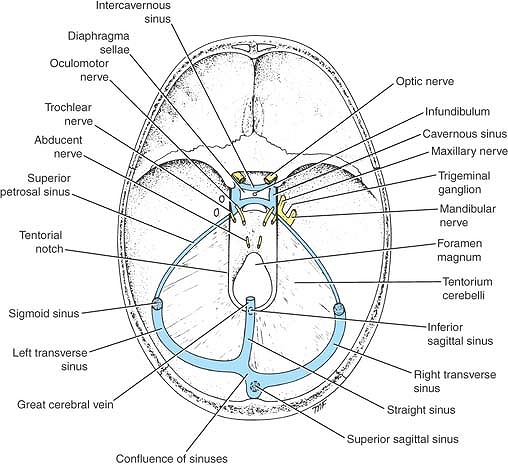 Intercavernous
sinus
Diaphragma
sellae
Oculomotor
nerve
Trochlear
nerve
Abducent
nerve
Superior
petrosal sinus
Tentorial
notch
Sigmoid sinus
Left transverse
sinus
Great cerebral vein
Confluence of sinuses
Optic nerve
Infundibulum
Cavernous sinus
Maxillary nerve
Trigeminal
ganglion
Mandibular
nerve
Foramen
magnum
Tentorium
cerebelli
Inferior
sagittal sinus
Right transverse
sinus
Straight sinus
Superior sagittal sinus